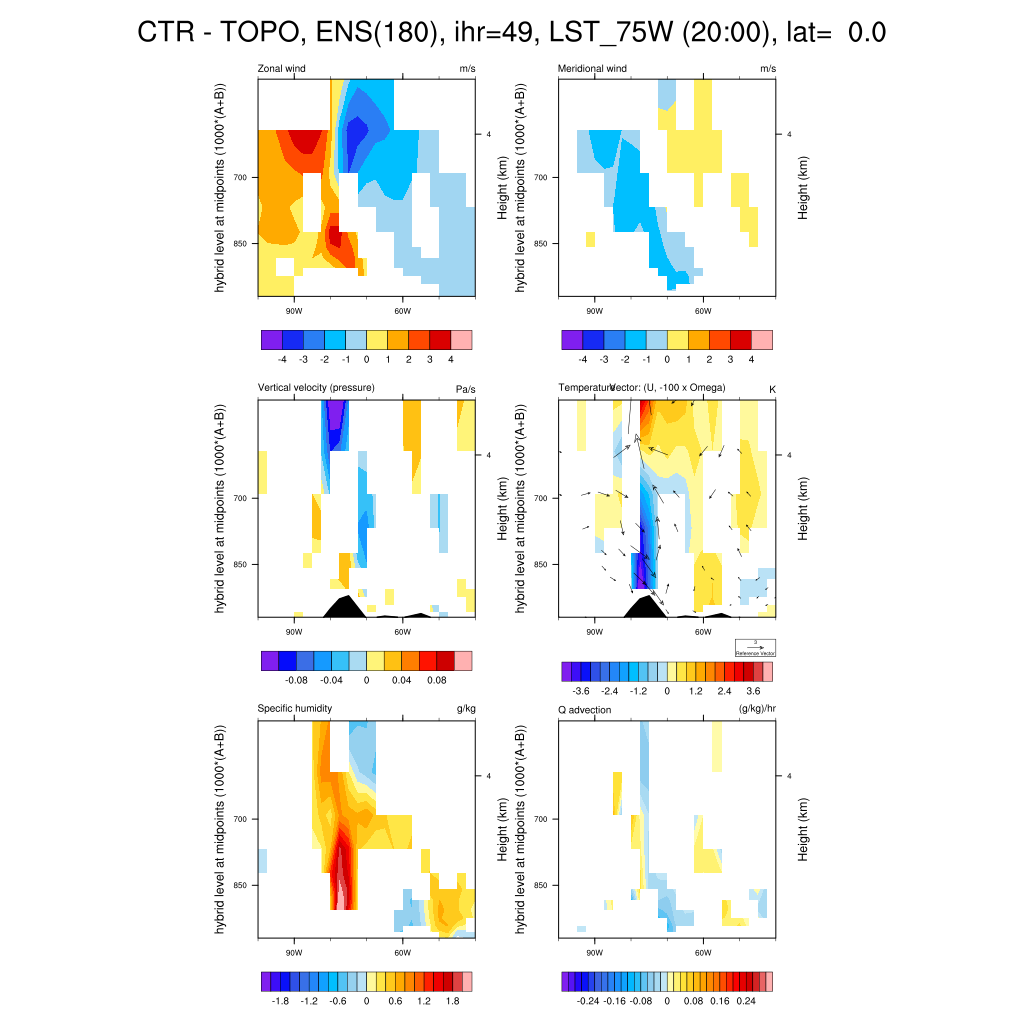 CTR - TOPO, ENS(180), ihr=49, LST_75W (20:00), lat=  0.0
Zonal wind
m/s
hybrid level at midpoints (1000*(A+B))
700
850
4
Height (km)
90W
60W
-4 -3 -2 -1 0 1 2 3 4
Meridional wind
m/s
hybrid level at midpoints (1000*(A+B))
700
850
4
Height (km)
90W
60W
-4 -3 -2 -1 0 1 2 3 4
Vertical velocity (pressure)
Pa/s
hybrid level at midpoints (1000*(A+B))
700
850
4
Height (km)
90W
60W
-0.08 -0.04 0 0.04 0.08
Temperature
Vector: (U, -100 x Omega)
K
hybrid level at midpoints (1000*(A+B))
700
850
4
Height (km)
90W
60W
3
Reference Vector
-3.6 -2.4 -1.2 0 1.2 2.4 3.6
Specific humidity
g/kg
hybrid level at midpoints (1000*(A+B))
700
850
4
Height (km)
90W
60W
-1.8 -1.2 -0.6 0 0.6 1.2 1.8
Q advection
(g/kg)/hr
hybrid level at midpoints (1000*(A+B))
700
850
4
Height (km)
90W
60W
-0.24 -0.16 -0.08 0 0.08 0.16 0.24